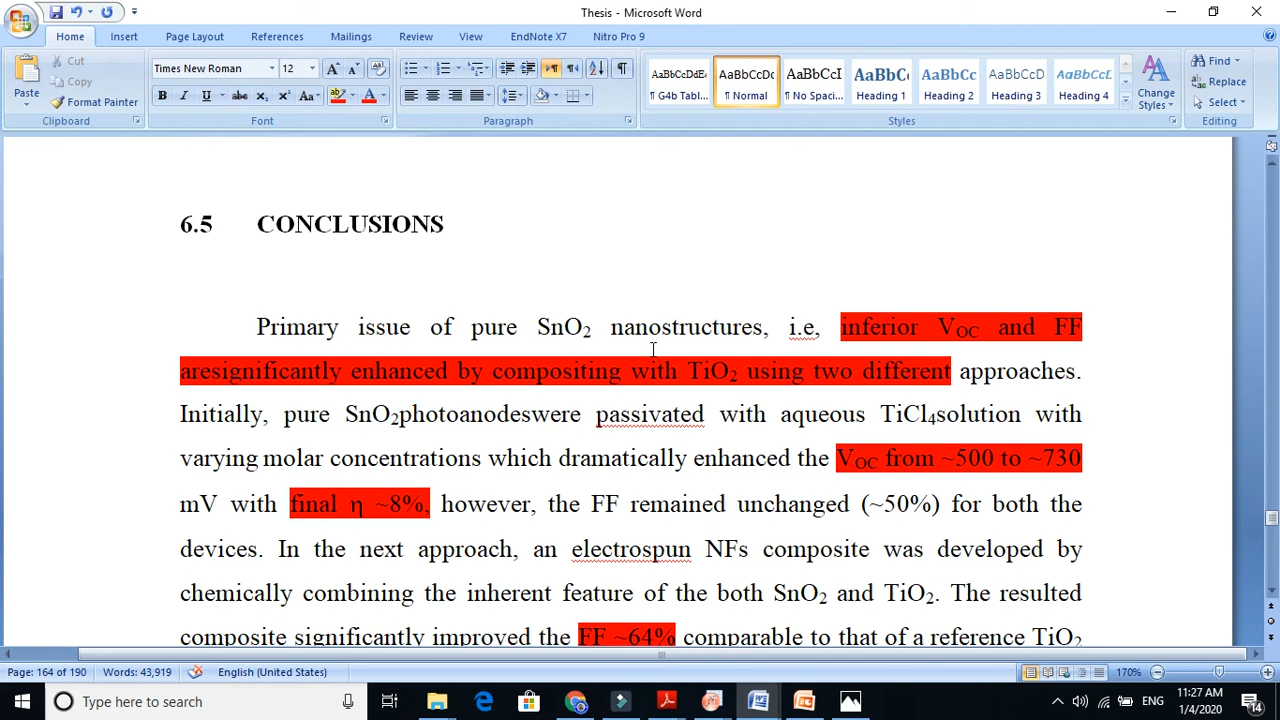 Thesis - Microsoft Word
Home Insert Page Layout References Mailings Review View EndNote X7 Nitro Pro 9
Paste Cut Copy Format Painter
Clipboard
Times New Roman 12
Font
Paragraph
AaBbCcDdE AaBbCcDc AaBbCcI AaBbC AaBbCc AaBbCcD AaBbCcL
¶ G4b Tabl... ¶ Normal ¶ No Spaci... Heading 1 Heading 2 Heading 3 Heading 4
Change Styles
Styles
Find Replace Select
Editing
6.5 CONCLUSIONS
Primary issue of pure SnO2 nanostructures, i.e, inferior VOC and FF
aresignificantly enhanced by compositing with TiO2 using two different approaches.
Initially, pure SnO2photoanodeswere passivated with aqueous TiCl4solution with
varying molar concentrations which dramatically enhanced the VOC from ~500 to ~730
mV with final η ~8%, however, the FF remained unchanged (~50%) for both the
devices. In the next approach, an electrospun NFs composite was developed by
chemically combining the inherent feature of the both SnO2 and TiO2. The resulted
composite significantly improved the FF ~64% comparable to that of a reference TiO2
Page: 164 of 190 Words: 43,919 English (United States) 170%
Type here to search ENG 11:27 AM
1/4/2020 14